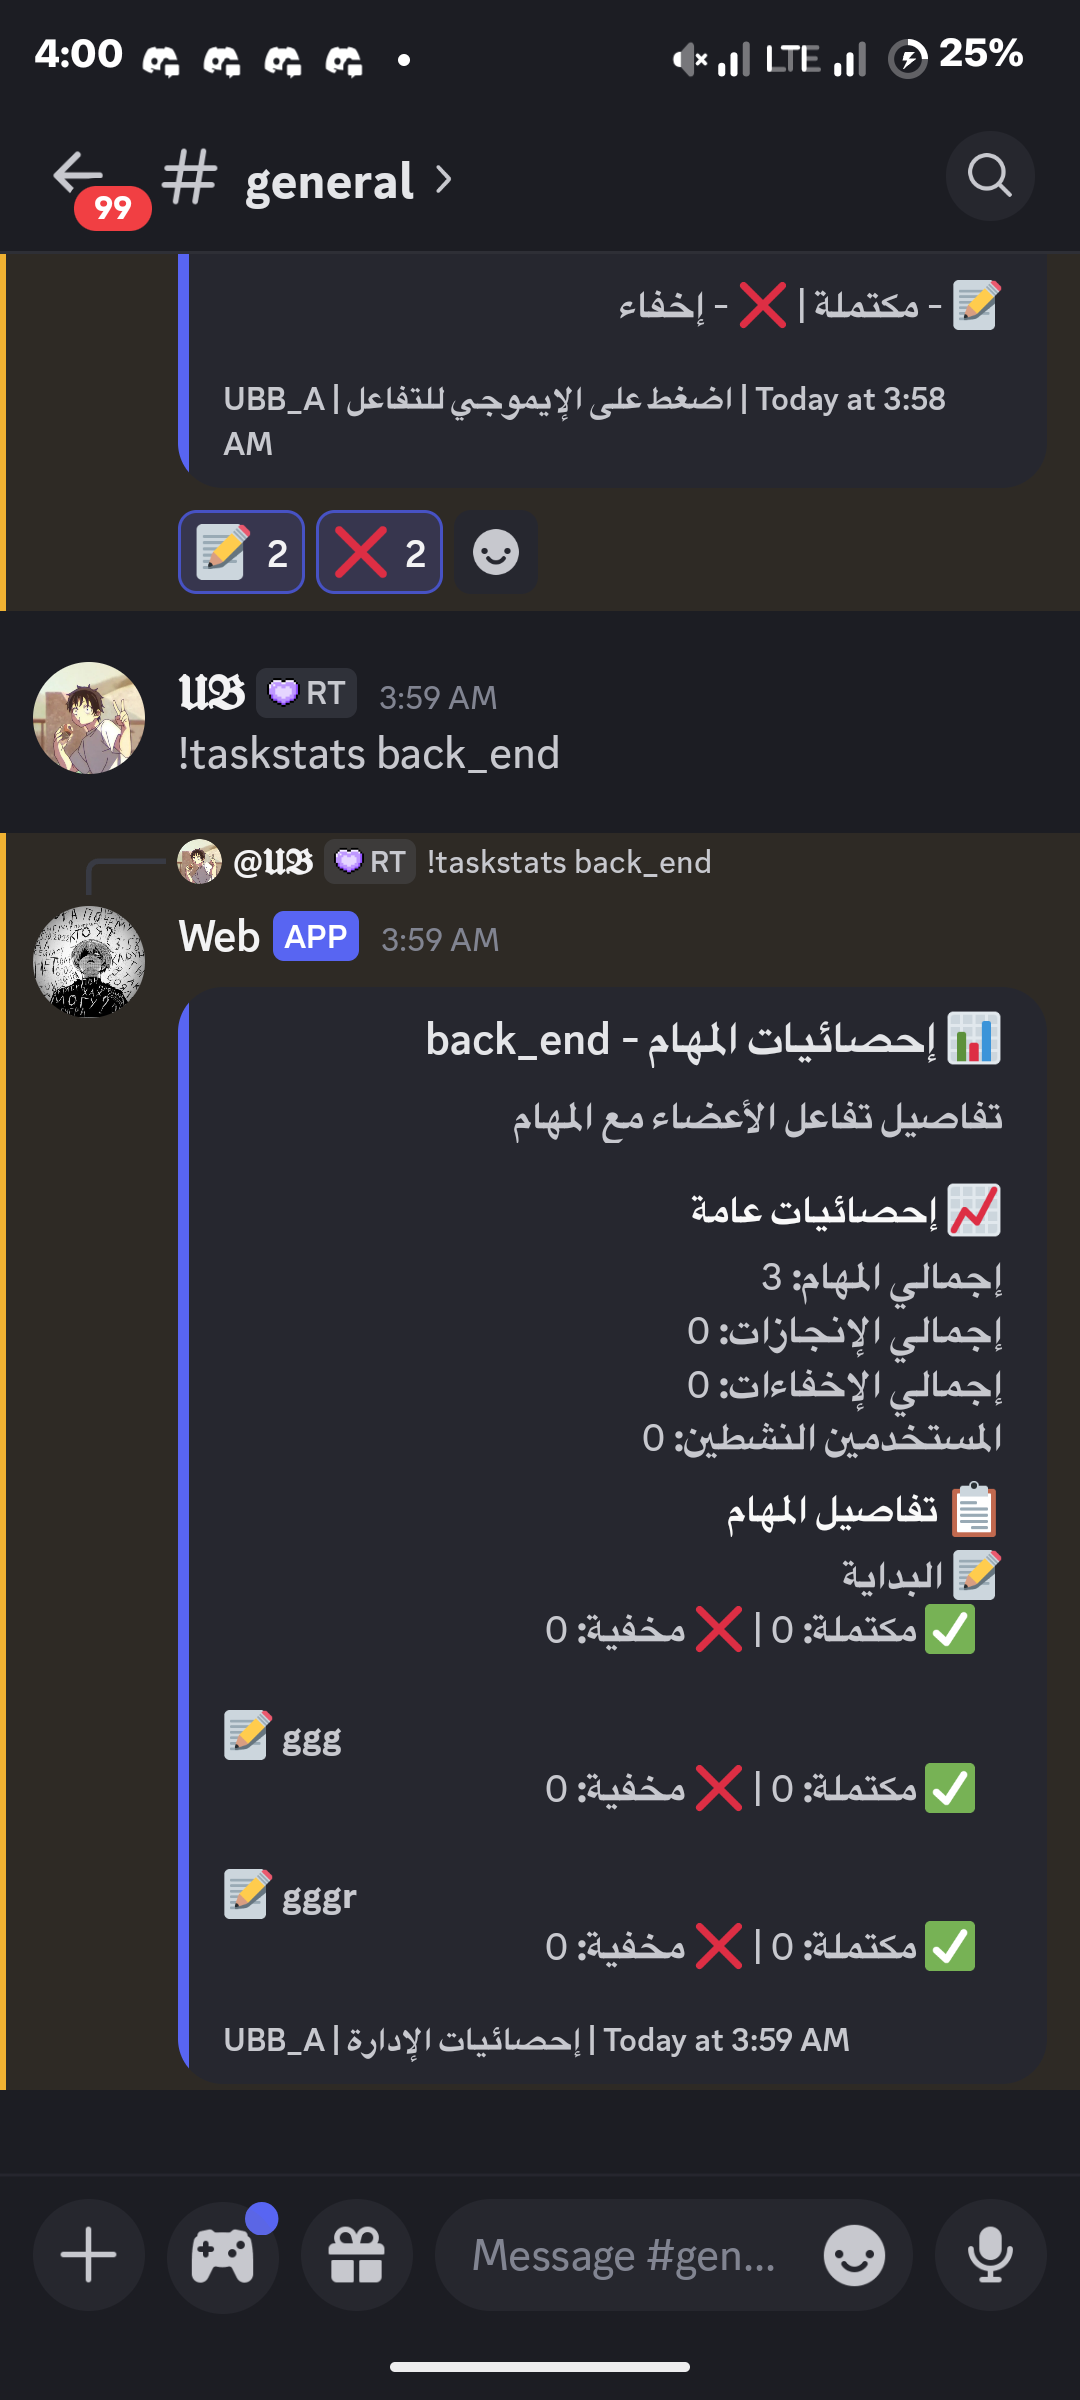 4:00
LTE 25%
99
# general >
📝 - مكتملة | ❌ - إخفاء
UBB_A | اضغط على الإيموجي للتفاعل | Today at 3:58
AM
📝 2 ❌ 2
𝖀𝕭 RT 3:59 AM
!taskstats back_end
@𝖀𝕭 RT !taskstats back_end
Web APP 3:59 AM
📊 إحصائيات المهام - back_end
تفاصيل تفاعل الأعضاء مع المهام
📈 إحصائيات عامة
إجمالي المهام: 3
إجمالي الإنجازات: 0
إجمالي الإخفاءات: 0
المستخدمين النشطين: 0
📋 تفاصيل المهام
📝 البداية
✅ مكتملة: 0 | ❌ مخفية: 0
📝 ggg
✅ مكتملة: 0 | ❌ مخفية: 0
📝 gggr
✅ مكتملة: 0 | ❌ مخفية: 0
UBB_A | إحصائيات الإدارة | Today at 3:59 AM
Message #gen...